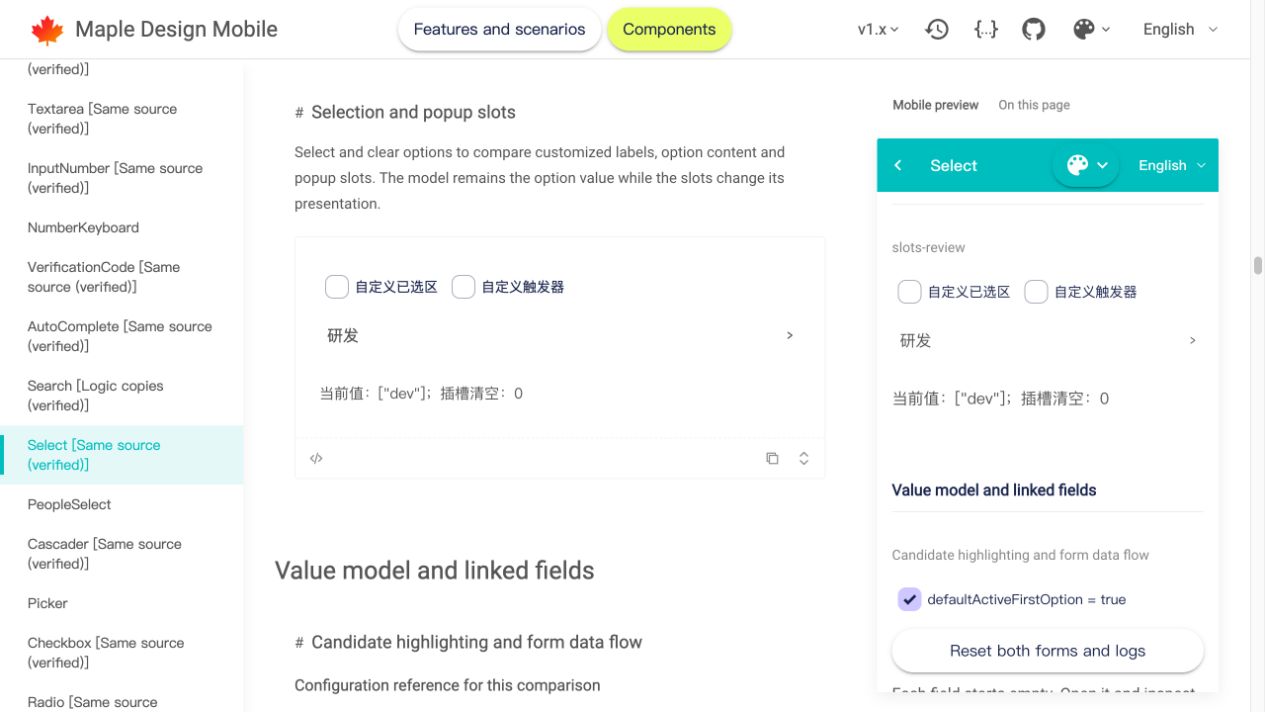 Maple Design Mobile
Features and scenarios
Components
v1.x
English
(verified)]
Textarea [Same source
(verified)]
InputNumber [Same source
(verified)]
NumberKeyboard
VerificationCode [Same
source (verified)]
AutoComplete [Same source
(verified)]
Search [Logic copies
(verified)]
Select [Same source
(verified)]
PeopleSelect
Cascader [Same source
(verified)]
Picker
Checkbox [Same source
(verified)]
Radio [Same source
# Selection and popup slots
Select and clear options to compare customized labels, option content and
popup slots. The model remains the option value while the slots change its
presentation.
自定义已选区
自定义触发器
研发
当前值：["dev"]；插槽清空：0
Value model and linked fields
# Candidate highlighting and form data flow
Configuration reference for this comparison
Mobile preview
On this page
Select
English
slots-review
自定义已选区
自定义触发器
研发
当前值：["dev"]；插槽清空：0
Value model and linked fields
Candidate highlighting and form data flow
defaultActiveFirstOption = true
Reset both forms and logs
Each field starts empty. Open it and inspect